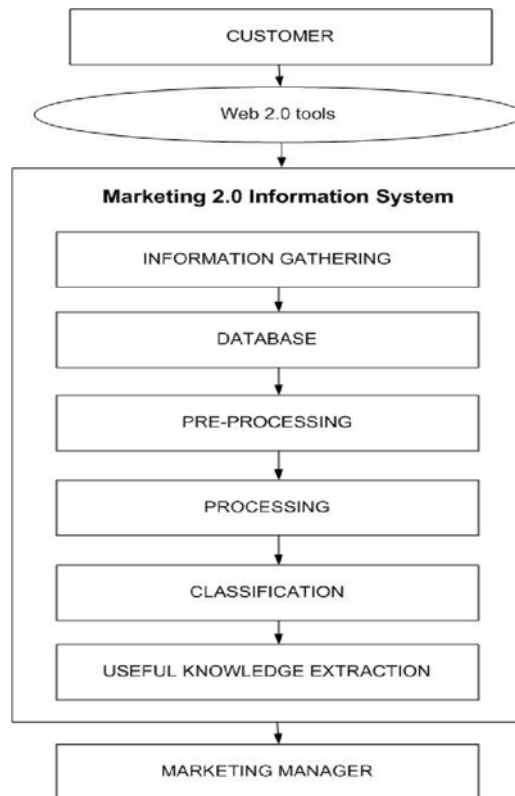 CUSTOMER
Web 2.0 tools
Marketing 2.0 Information System
INFORMATION GATHERING
DATABASE
PRE-PROCESSING
PROCESSING
CLASSIFICATION
USEFUL KNOWLEDGE EXTRACTION
MARKETING MANAGER